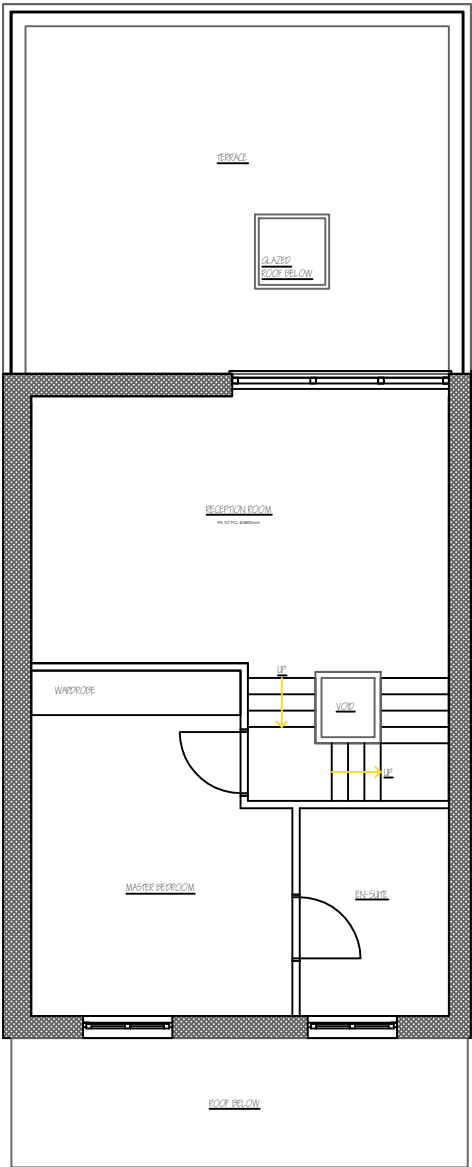 TERRACE
GLAZED
ROOF BELOW
RECEPTION ROOM
UP
WARDROBE
VOID
UP
MASTER BEDROOM
EN-SUITE
ROOF BELOW